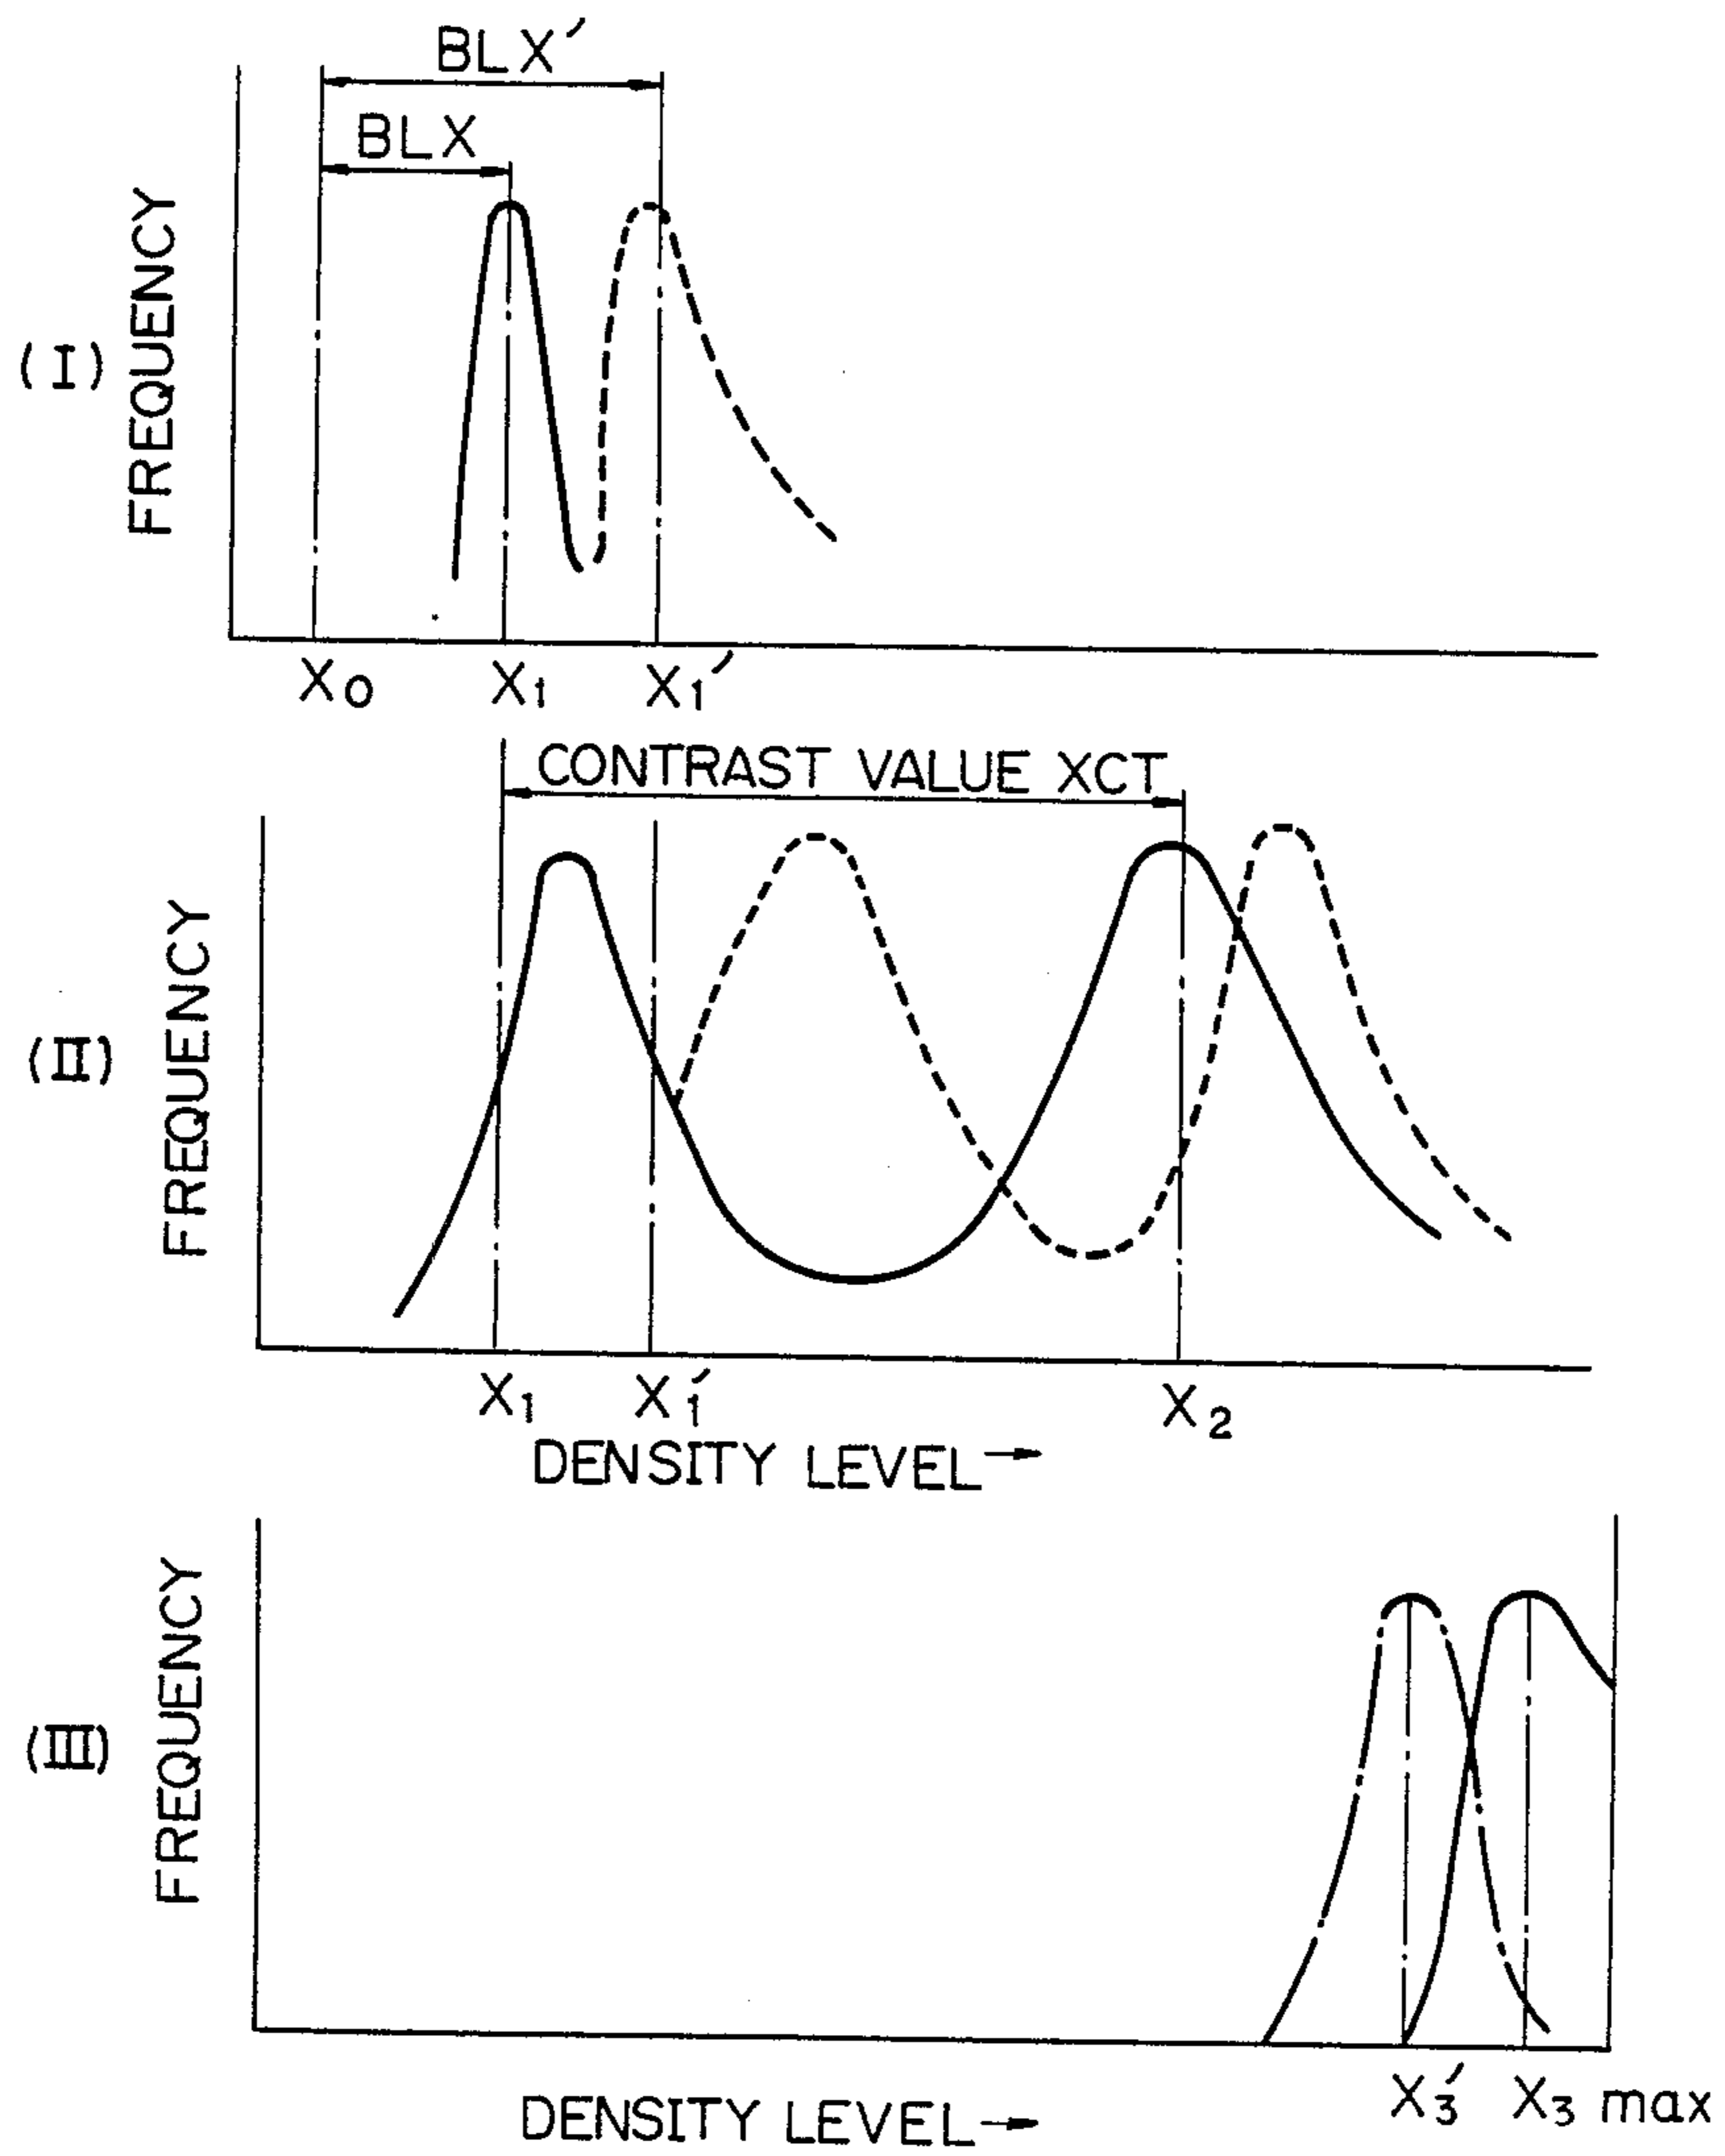 BLX′
BLX
(I)
FREQUENCY
X0 X1 X1′
CONTRAST VALUE XCT
(II)
FREQUENCY
X1 X1′ X2
DENSITY LEVEL →
(III)
FREQUENCY
X3′ X3 max
DENSITY LEVEL →